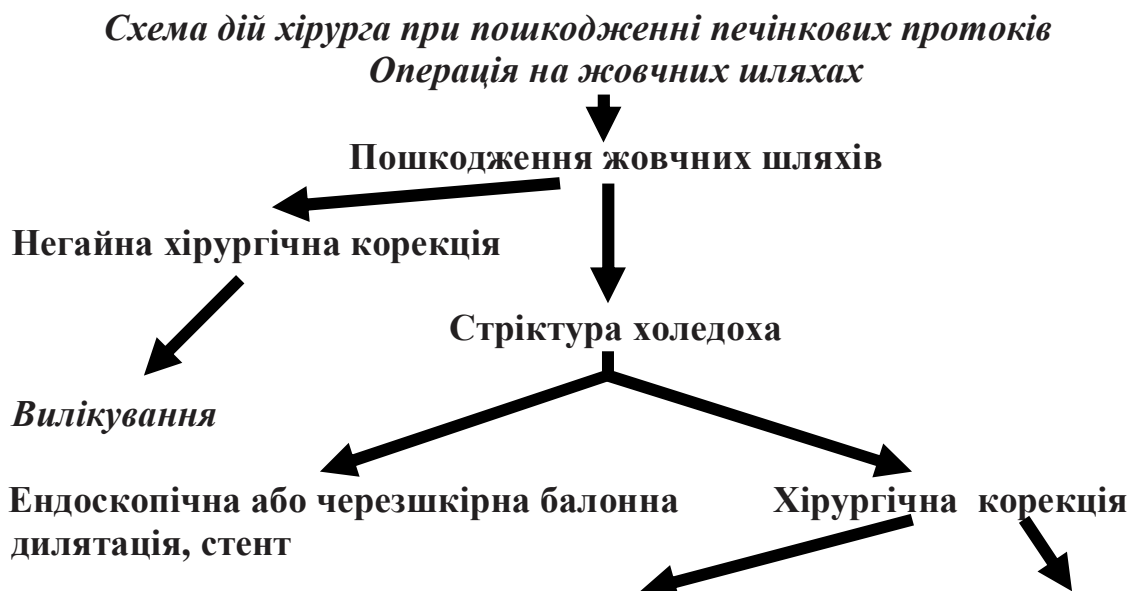 Схема дій хірурга при пошкодженні печінкових протоків
Операція на жовчних шляхах
Пошкодження жовчних шляхів
Негайна хірургічна корекція
Стріктура холедоха
Вилікування
Ендоскопічна або черезшкірна балонна
дилятація, стент
Хірургічна корекція